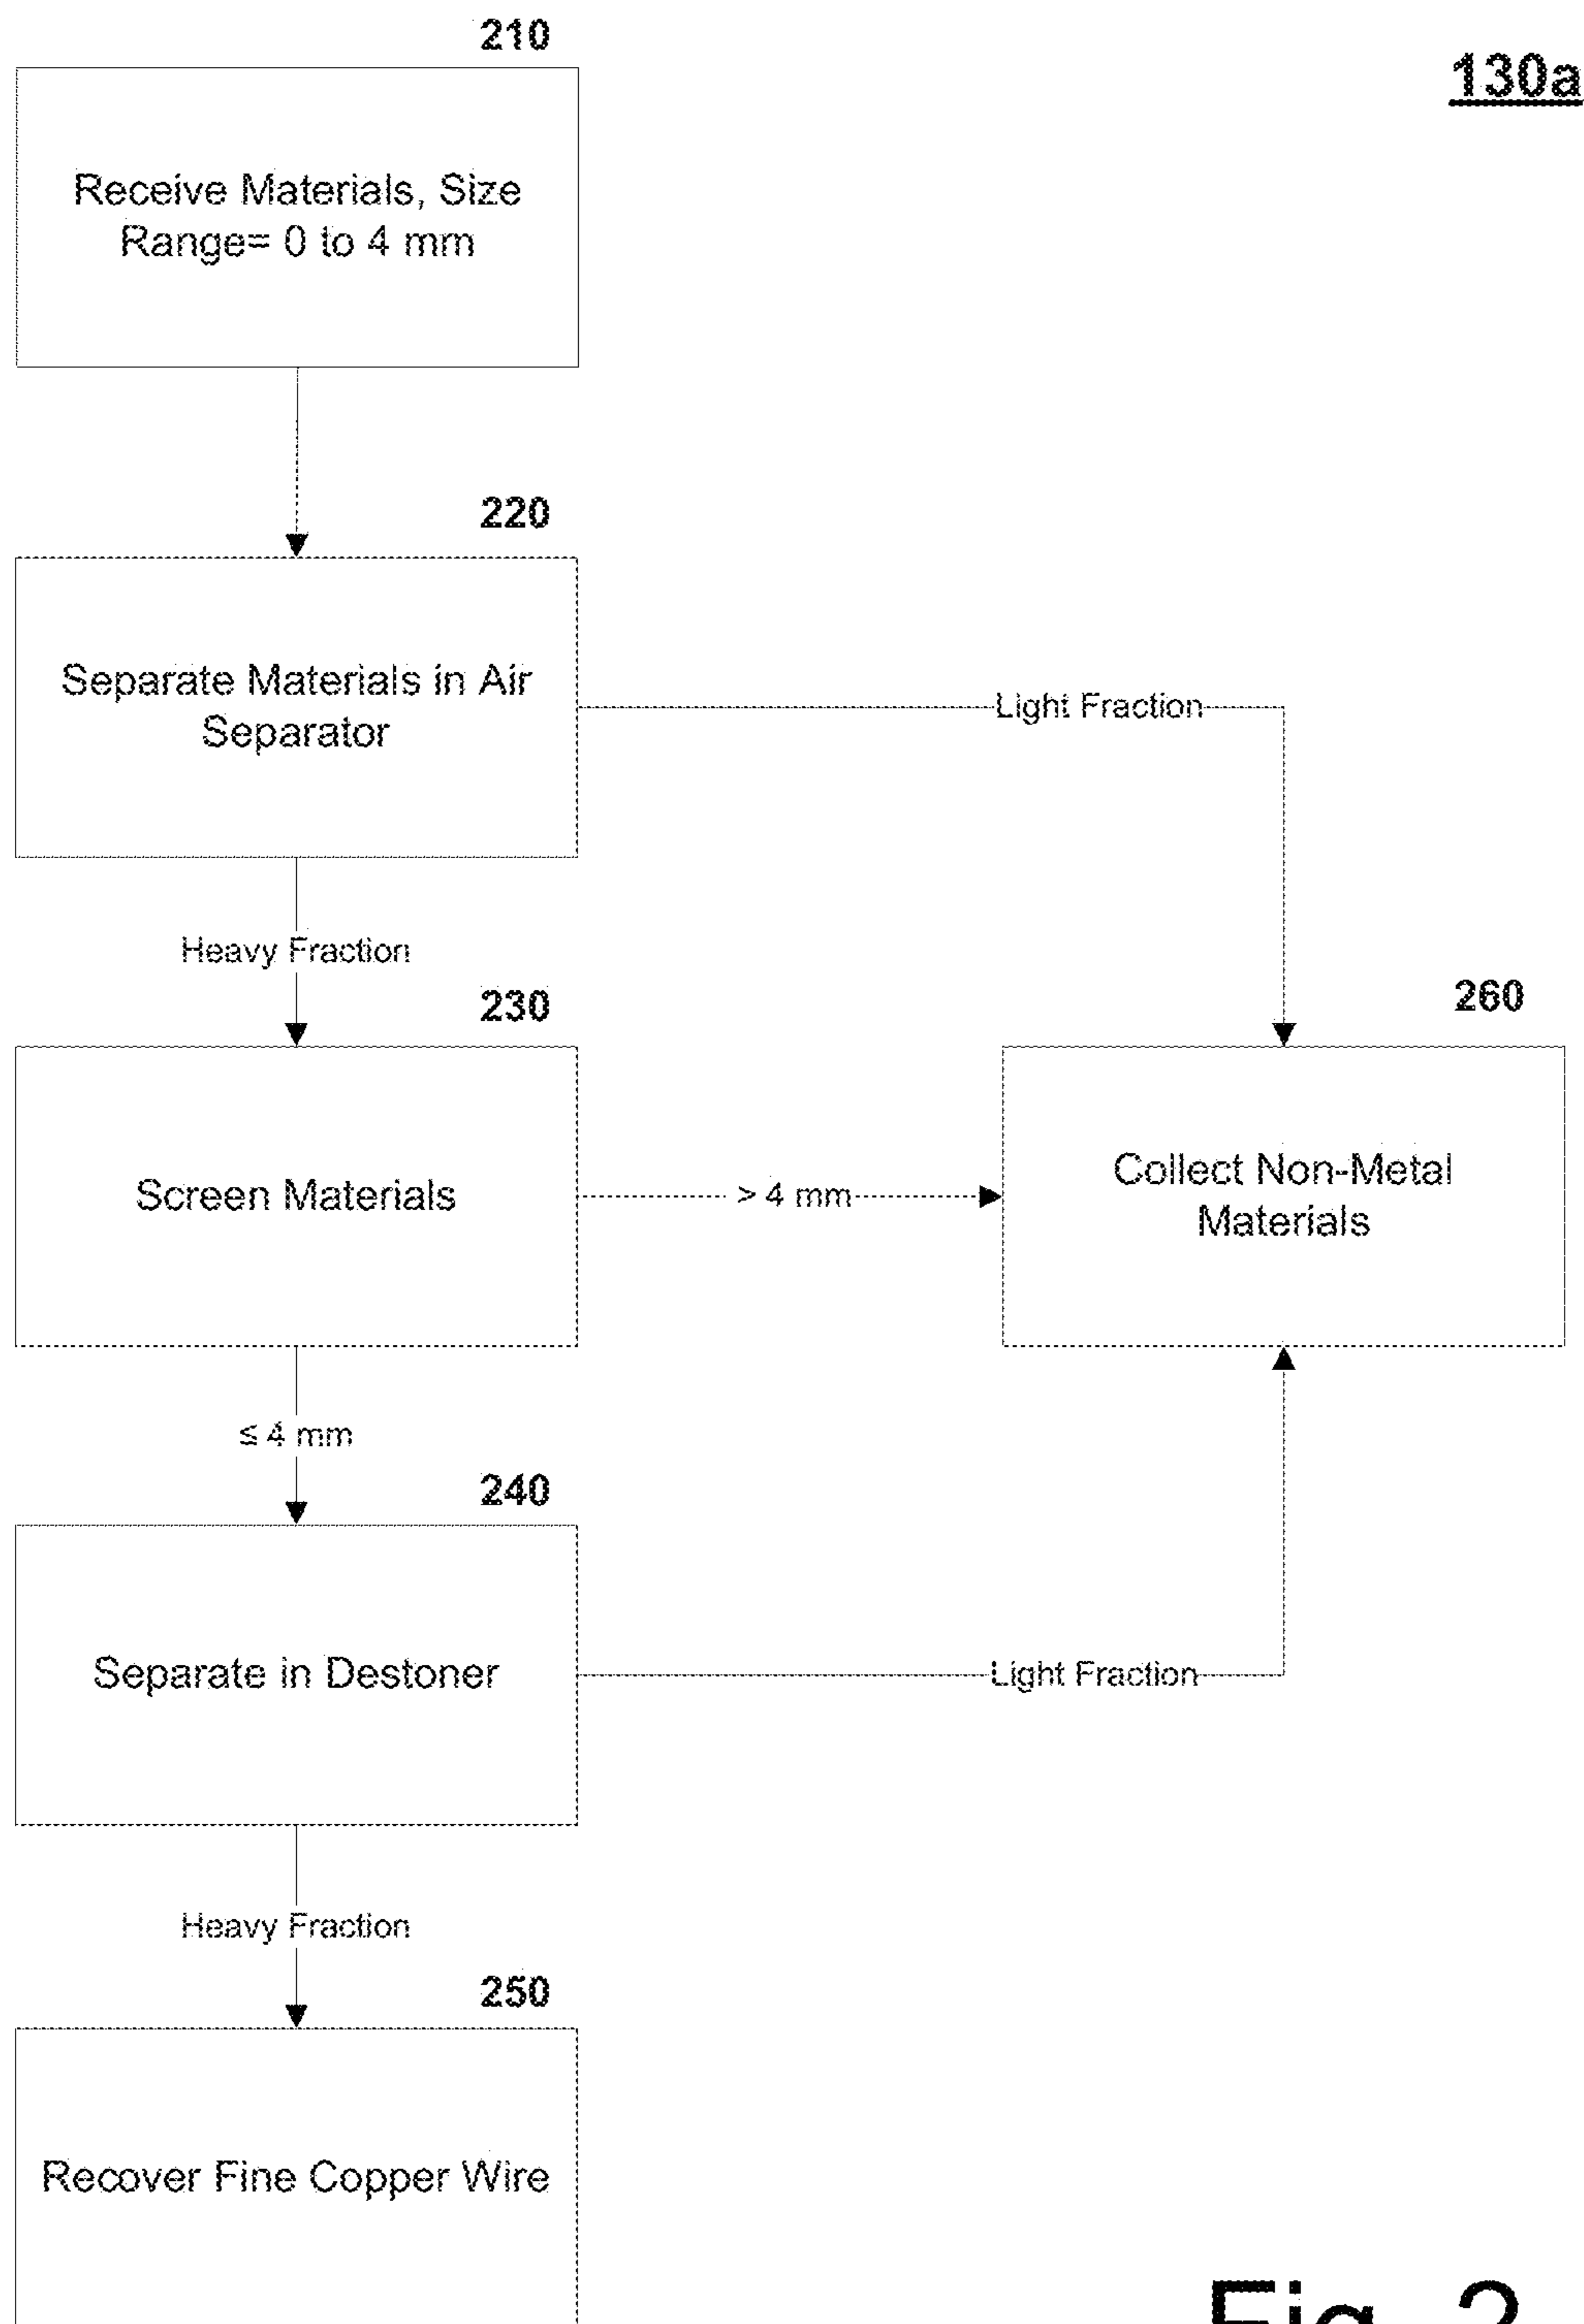 210
130a
Receive Materials, Size
Range= 0 to 4 mm
220
Separate Materials in Air
Separator
Light Fraction
Heavy Fraction
230
260
Screen Materials
> 4 mm
Collect Non-Metal
Materials
≤ 4 mm
240
Separate in Destoner
Light Fraction
Heavy Fraction
250
Recover Fine Copper Wire
Fig. 2